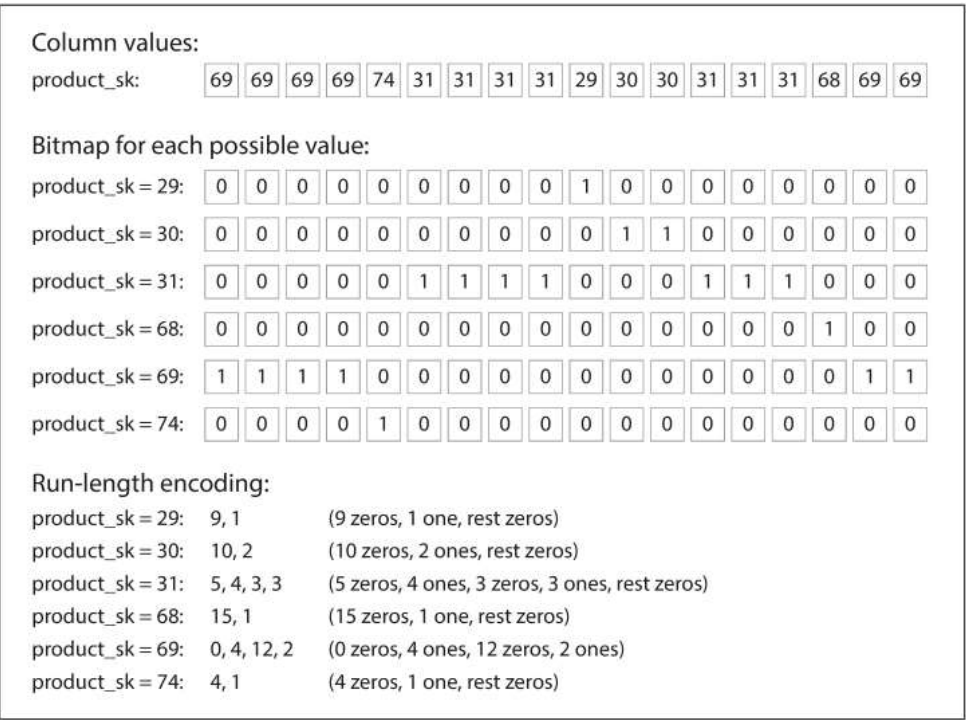 Column values:
product_sk: 69 69 69 69 74 31 31 31 31 29 30 30 31 31 31 68 69 69
Bitmap for each possible value:
product_sk = 29: 0 0 0 0 0 0 0 0 0 1 0 0 0 0 0 0 0 0
product_sk = 30: 0 0 0 0 0 0 0 0 0 0 1 1 0 0 0 0 0 0
product_sk = 31: 0 0 0 0 0 1 1 1 1 0 0 0 1 1 1 0 0 0
product_sk = 68: 0 0 0 0 0 0 0 0 0 0 0 0 0 0 0 1 0 0
product_sk = 69: 1 1 1 1 0 0 0 0 0 0 0 0 0 0 0 0 1 1
product_sk = 74: 0 0 0 0 1 0 0 0 0 0 0 0 0 0 0 0 0 0
Run-length encoding:
product_sk = 29: 9, 1 (9 zeros, 1 one, rest zeros)
product_sk = 30: 10, 2 (10 zeros, 2 ones, rest zeros)
product_sk = 31: 5, 4, 3, 3 (5 zeros, 4 ones, 3 zeros, 3 ones, rest zeros)
product_sk = 68: 15, 1 (15 zeros, 1 one, rest zeros)
product_sk = 69: 0, 4, 12, 2 (0 zeros, 4 ones, 12 zeros, 2 ones)
product_sk = 74: 4, 1 (4 zeros, 1 one, rest zeros)